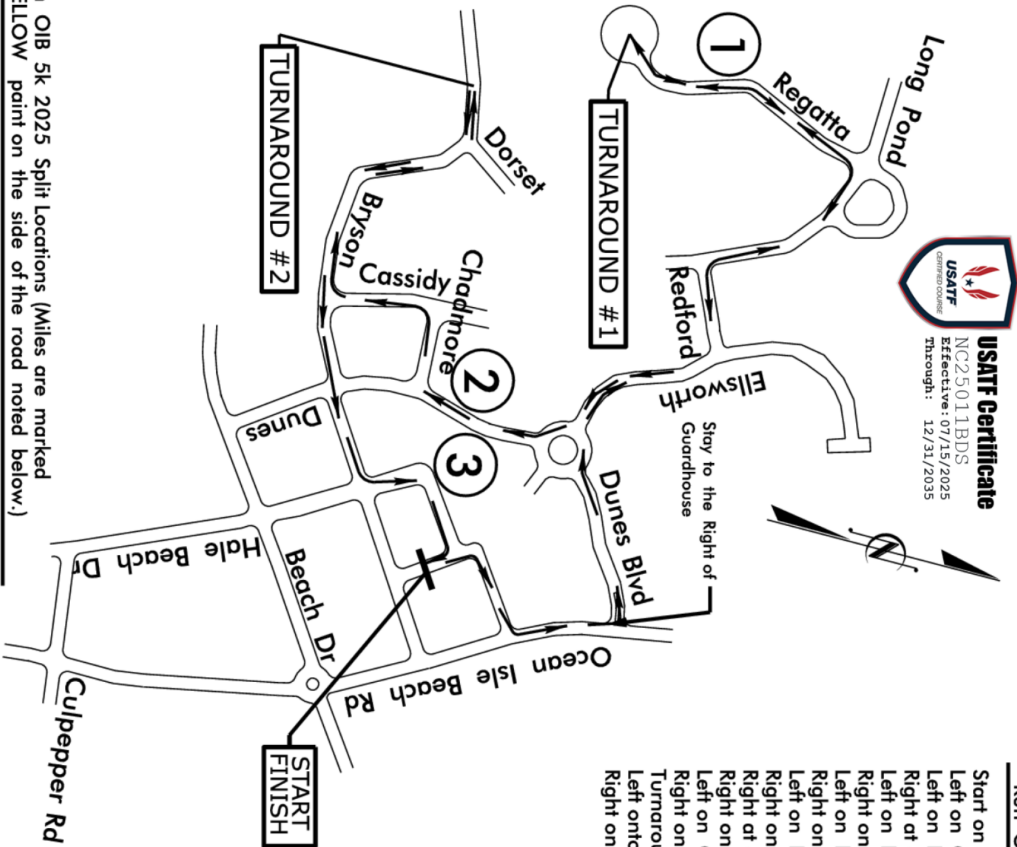 USATF Certificate
NC25011BDS
Effective: 07/15/2025
Through: 12/31/2035
USATF
CERTIFIED COURSE
N
Long Pond
Regatta
1
TURNAROUND #1
Redford
Ellsworth
Stay to the Right of
Guardhouse
Dunes Blvd
Dorset
TURNAROUND #2
Bryson
Cassidy
Chadmore
2
3
Dunes
Hale Beach Dr
Beach Dr
Ocean Isle Beach Rd
Culpepper Rd
START
FINISH
OIB 5k 2025 Split Locations (Miles are marked
paint on the side of the road noted below.)
Start on
Left on
Left on
Right at
Left on
Right on
Left on
Right on
Left on
Right on
Right at
Right on
Left on
Right on
Left onto
Right on